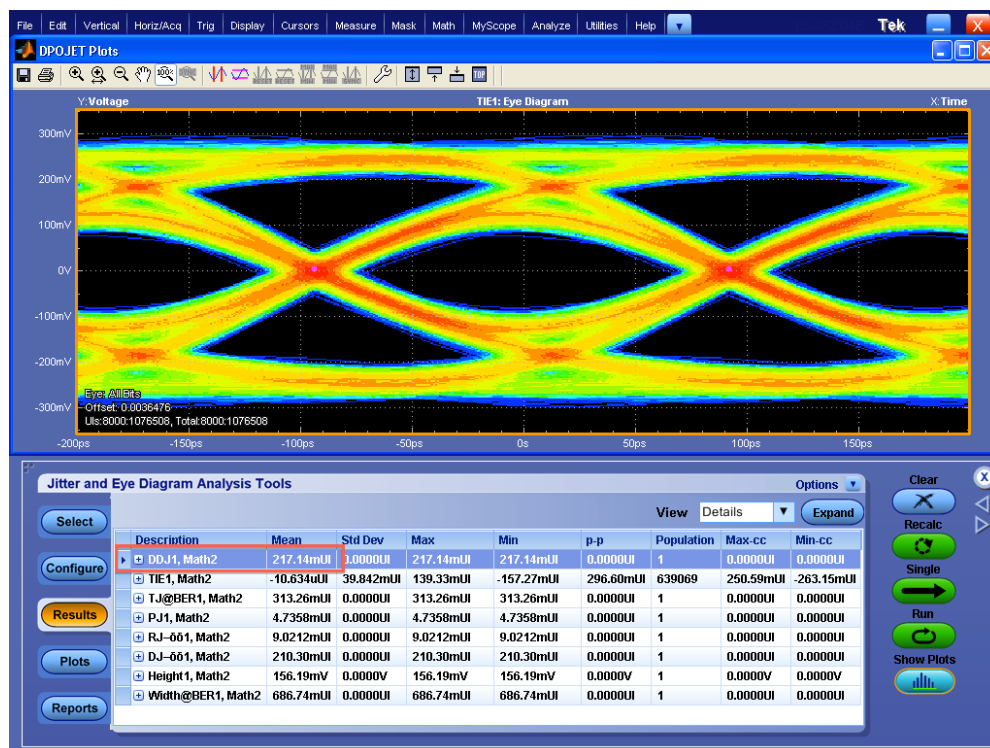 File Edit Vertical Horiz/Acq Trig Display Cursors Measure Mask Math MyScope Analyze Utilities Help Tek X
DPOJET Plots
100% TOP
Y:Voltage TIE1: Eye Diagram X:Time
300mV
200mV
100mV
0V
-100mV
-200mV
-300mV
Eye: All Bits
Offset: 0.0036476
UIs:8000:1076508, Total:8000:1076508
-200ps -150ps -100ps -50ps 0s 50ps 100ps 150ps
Jitter and Eye Diagram Analysis Tools Options
View Details Expand
Select
Configure
Results
Plots
Reports
Description Mean Std Dev Max Min p-p Population Max-cc Min-cc
DDJ1, Math2 217.14mUI 0.0000UI 217.14mUI 217.14mUI 0.0000UI 1 0.0000UI 0.0000UI
TIE1, Math2 -10.634uUI 39.842mUI 139.33mUI -157.27mUI 296.60mUI 639069 250.59mUI -263.15mUI
TJ@BER1, Math2 313.26mUI 0.0000UI 313.26mUI 313.26mUI 0.0000UI 1 0.0000UI 0.0000UI
PJ1, Math2 4.7358mUI 0.0000UI 4.7358mUI 4.7358mUI 0.0000UI 1 0.0000UI 0.0000UI
RJ–δδ1, Math2 9.0212mUI 0.0000UI 9.0212mUI 9.0212mUI 0.0000UI 1 0.0000UI 0.0000UI
DJ–δδ1, Math2 210.30mUI 0.0000UI 210.30mUI 210.30mUI 0.0000UI 1 0.0000UI 0.0000UI
Height1, Math2 156.19mV 0.0000V 156.19mV 156.19mV 0.0000V 1 0.0000V 0.0000V
Width@BER1, Math2 686.74mUI 0.0000UI 686.74mUI 686.74mUI 0.0000UI 1 0.0000UI 0.0000UI
Clear
Recalc
Single
Run
Show Plots